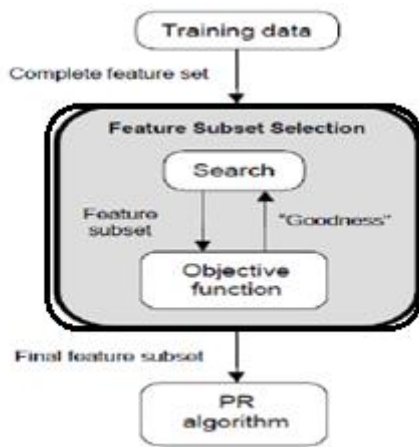 Training data
Complete feature set
Feature Subset Selection
Search
Feature
subset
"Goodness"
Objective
function
Final feature subset
PR
algorithm